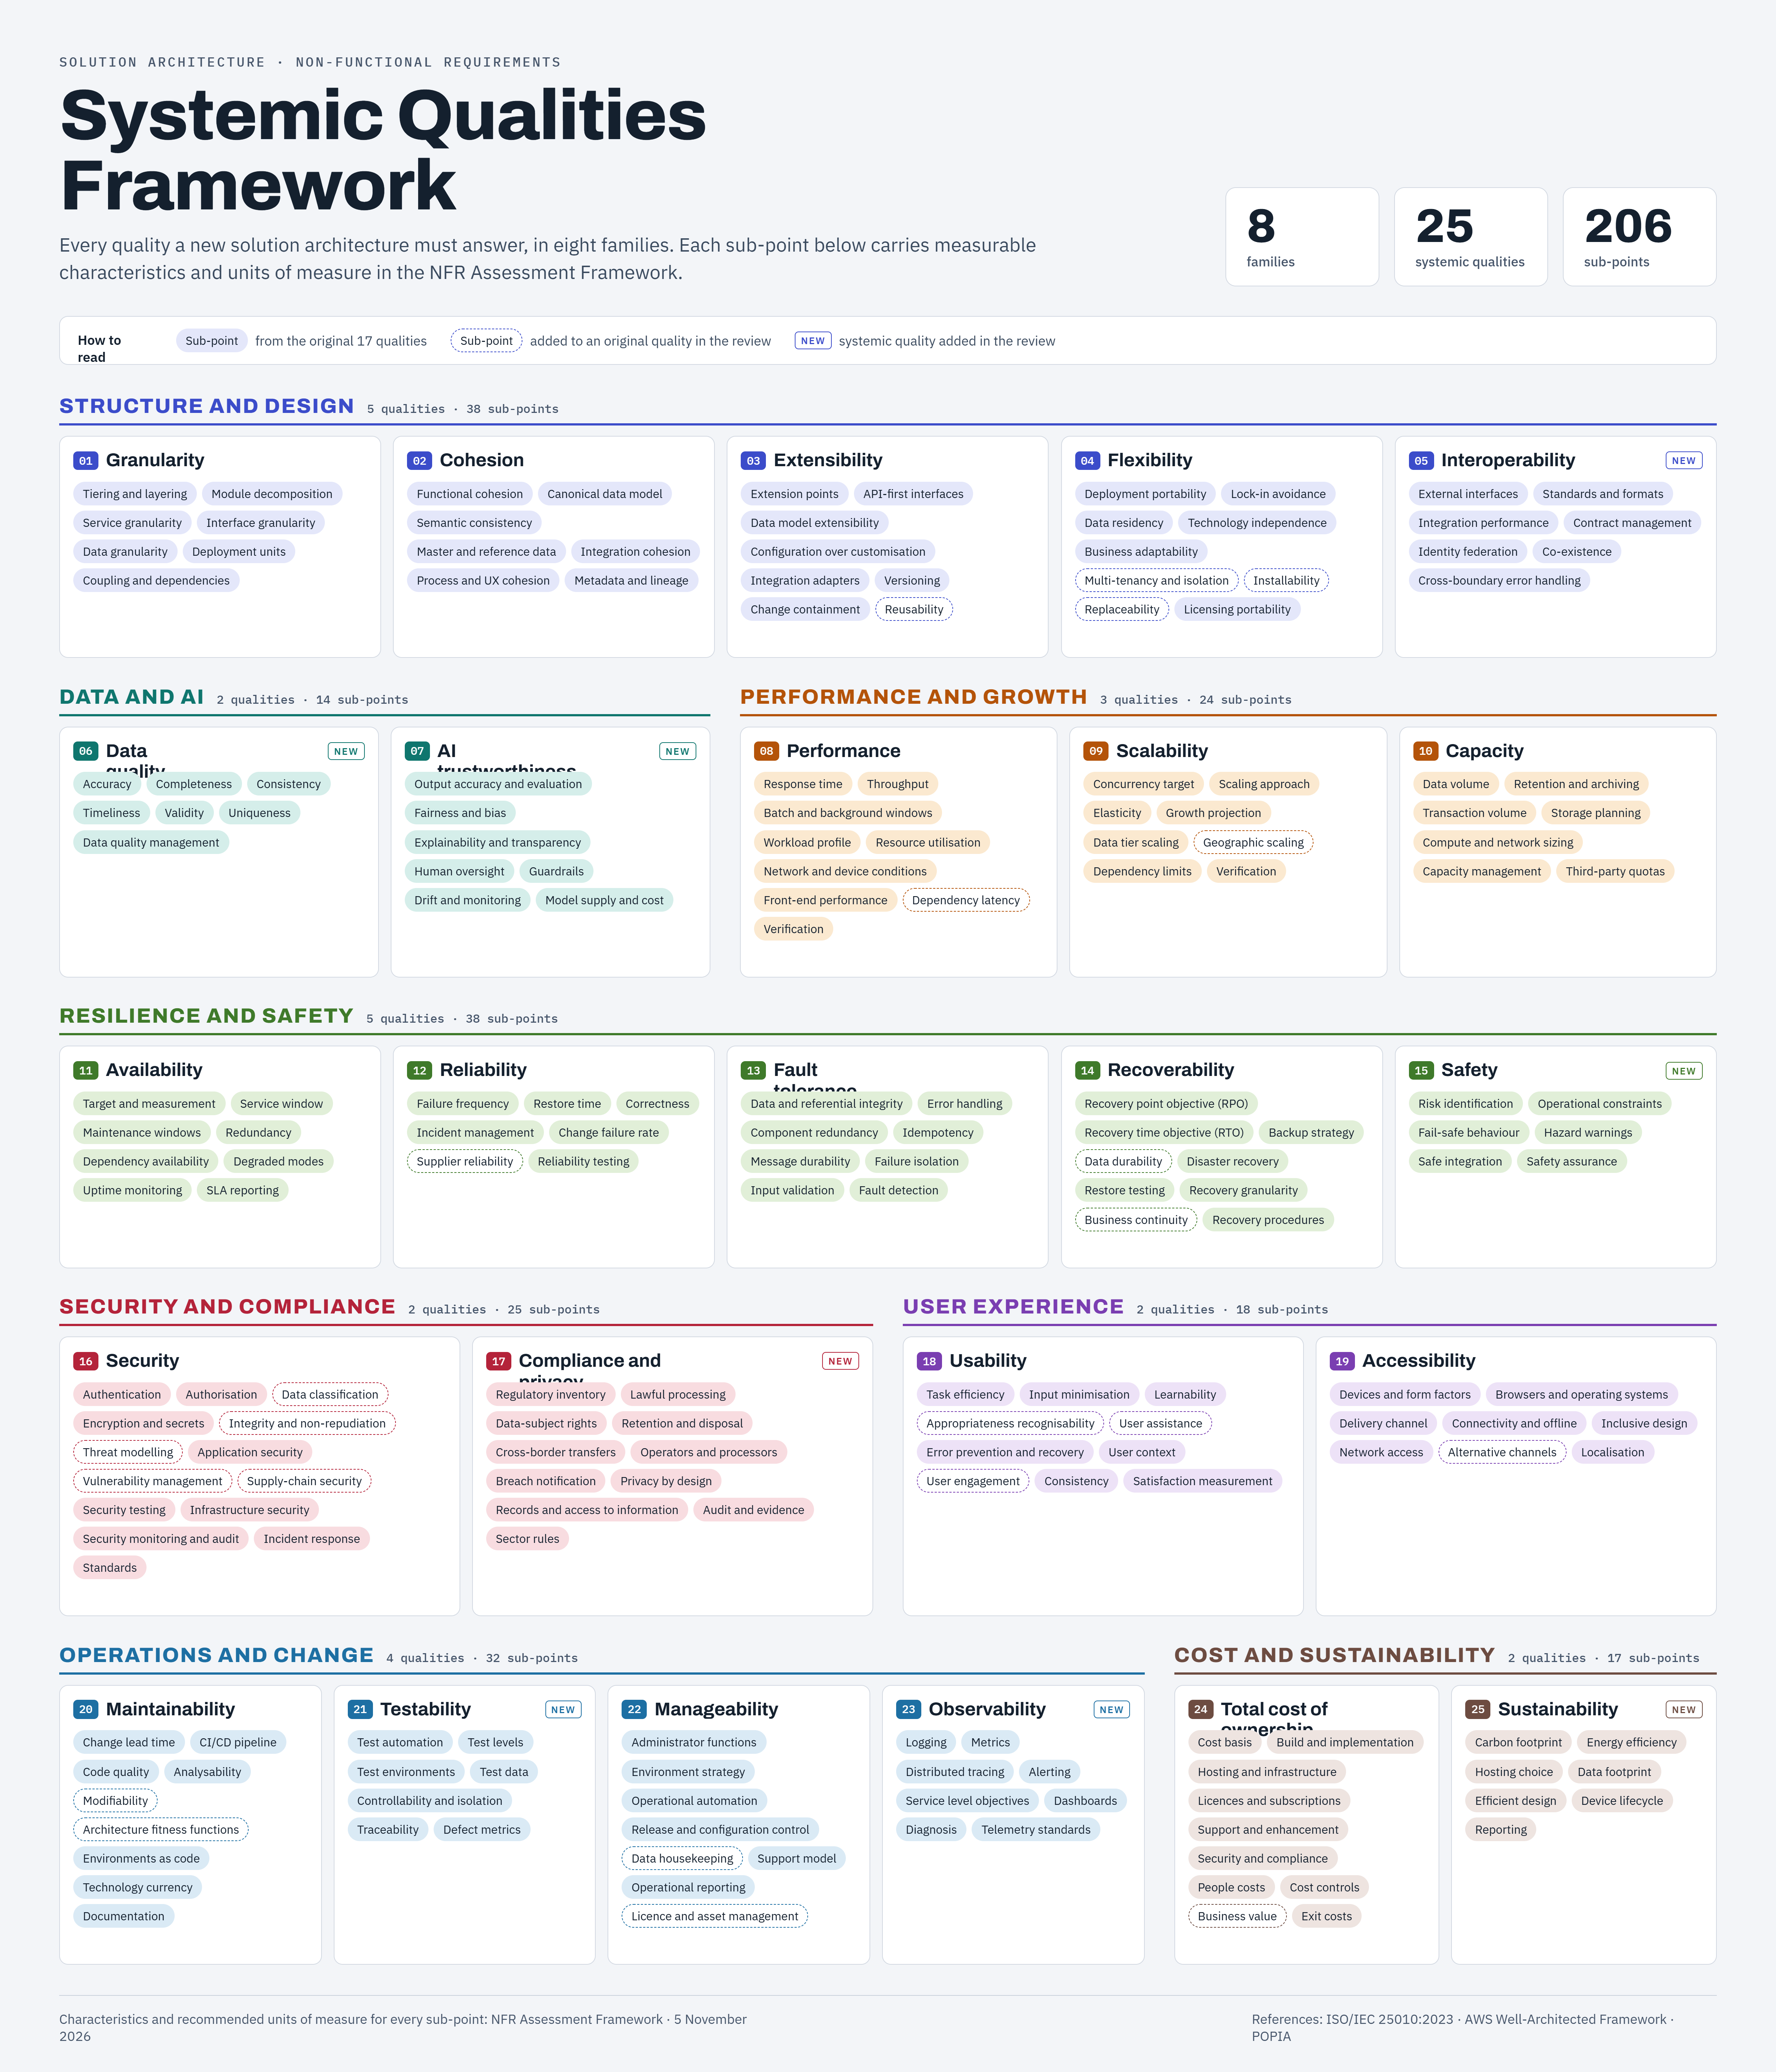 SOLUTION ARCHITECTURE · NON-FUNCTIONAL REQUIREMENTS
Systemic Qualities
Framework
Every quality a new solution architecture must answer, in eight families. Each sub-point below carries measurable
characteristics and units of measure in the NFR Assessment Framework.
8
families
25
systemic qualities
206
sub-points
How to
read
Sub-point from the original 17 qualities
Sub-point added to an original quality in the review
NEW systemic quality added in the review
STRUCTURE AND DESIGN 5 qualities · 38 sub-points
01 Granularity
Tiering and layering Module decomposition
Service granularity Interface granularity
Data granularity Deployment units
Coupling and dependencies
02 Cohesion
Functional cohesion Canonical data model
Semantic consistency
Master and reference data Integration cohesion
Process and UX cohesion Metadata and lineage
03 Extensibility
Extension points API-first interfaces
Data model extensibility
Configuration over customisation
Integration adapters Versioning
Change containment Reusability
04 Flexibility
Deployment portability Lock-in avoidance
Data residency Technology independence
Business adaptability
Multi-tenancy and isolation Installability
Replaceability Licensing portability
05 Interoperability NEW
External interfaces Standards and formats
Integration performance Contract management
Identity federation Co-existence
Cross-boundary error handling
DATA AND AI 2 qualities · 14 sub-points
06 Data NEW
quality
Accuracy Completeness Consistency
Timeliness Validity Uniqueness
Data quality management
07 AI NEW
trustworthiness
Output accuracy and evaluation
Fairness and bias
Explainability and transparency
Human oversight Guardrails
Drift and monitoring Model supply and cost
PERFORMANCE AND GROWTH 3 qualities · 24 sub-points
08 Performance
Response time Throughput
Batch and background windows
Workload profile Resource utilisation
Network and device conditions
Front-end performance Dependency latency
Verification
09 Scalability
Concurrency target Scaling approach
Elasticity Growth projection
Data tier scaling Geographic scaling
Dependency limits Verification
10 Capacity
Data volume Retention and archiving
Transaction volume Storage planning
Compute and network sizing
Capacity management Third-party quotas
RESILIENCE AND SAFETY 5 qualities · 38 sub-points
11 Availability
Target and measurement Service window
Maintenance windows Redundancy
Dependency availability Degraded modes
Uptime monitoring SLA reporting
12 Reliability
Failure frequency Restore time Correctness
Incident management Change failure rate
Supplier reliability Reliability testing
13 Fault
tolerance
Data and referential integrity Error handling
Component redundancy Idempotency
Message durability Failure isolation
Input validation Fault detection
14 Recoverability
Recovery point objective (RPO)
Recovery time objective (RTO) Backup strategy
Data durability Disaster recovery
Restore testing Recovery granularity
Business continuity Recovery procedures
15 Safety NEW
Risk identification Operational constraints
Fail-safe behaviour Hazard warnings
Safe integration Safety assurance
SECURITY AND COMPLIANCE 2 qualities · 25 sub-points
16 Security
Authentication Authorisation Data classification
Encryption and secrets Integrity and non-repudiation
Threat modelling Application security
Vulnerability management Supply-chain security
Security testing Infrastructure security
Security monitoring and audit Incident response
Standards
17 Compliance and NEW
privacy
Regulatory inventory Lawful processing
Data-subject rights Retention and disposal
Cross-border transfers Operators and processors
Breach notification Privacy by design
Records and access to information Audit and evidence
Sector rules
USER EXPERIENCE 2 qualities · 18 sub-points
18 Usability
Task efficiency Input minimisation Learnability
Appropriateness recognisability User assistance
Error prevention and recovery User context
User engagement Consistency Satisfaction measurement
19 Accessibility
Devices and form factors Browsers and operating systems
Delivery channel Connectivity and offline Inclusive design
Network access Alternative channels Localisation
OPERATIONS AND CHANGE 4 qualities · 32 sub-points
20 Maintainability
Change lead time CI/CD pipeline
Code quality Analysability
Modifiability
Architecture fitness functions
Environments as code
Technology currency
Documentation
21 Testability NEW
Test automation Test levels
Test environments Test data
Controllability and isolation
Traceability Defect metrics
22 Manageability
Administrator functions
Environment strategy
Operational automation
Release and configuration control
Data housekeeping Support model
Operational reporting
Licence and asset management
23 Observability NEW
Logging Metrics
Distributed tracing Alerting
Service level objectives Dashboards
Diagnosis Telemetry standards
COST AND SUSTAINABILITY 2 qualities · 17 sub-points
24 Total cost of
ownership
Cost basis Build and implementation
Hosting and infrastructure
Licences and subscriptions
Support and enhancement
Security and compliance
People costs Cost controls
Business value Exit costs
25 Sustainability NEW
Carbon footprint Energy efficiency
Hosting choice Data footprint
Efficient design Device lifecycle
Reporting
Characteristics and recommended units of measure for every sub-point: NFR Assessment Framework · 5 November
2026
References: ISO/IEC 25010:2023 · AWS Well-Architected Framework ·
POPIA